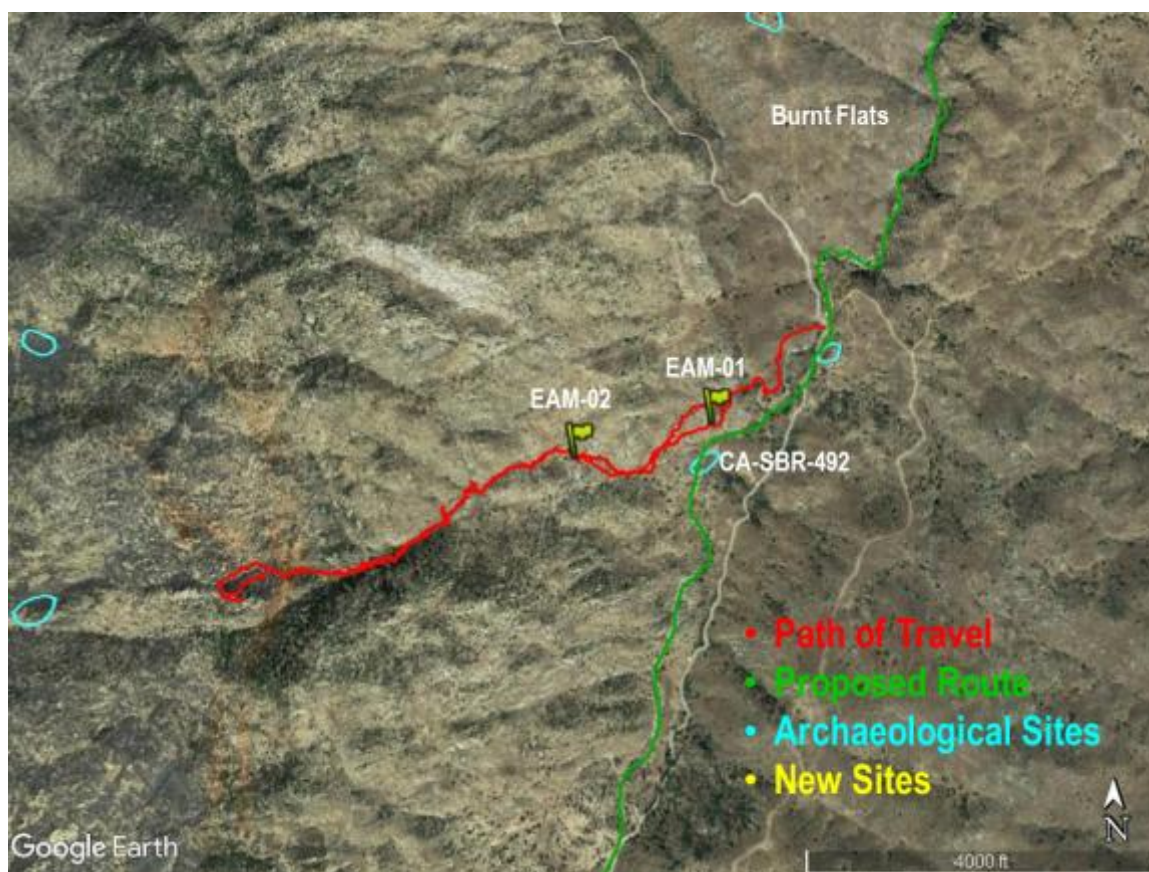 Burnt Flats
EAM-01
EAM-02
CA-SBR-492
• Path of Travel
• Proposed Route
• Archaeological Sites
• New Sites
N
Google Earth
4000 ft